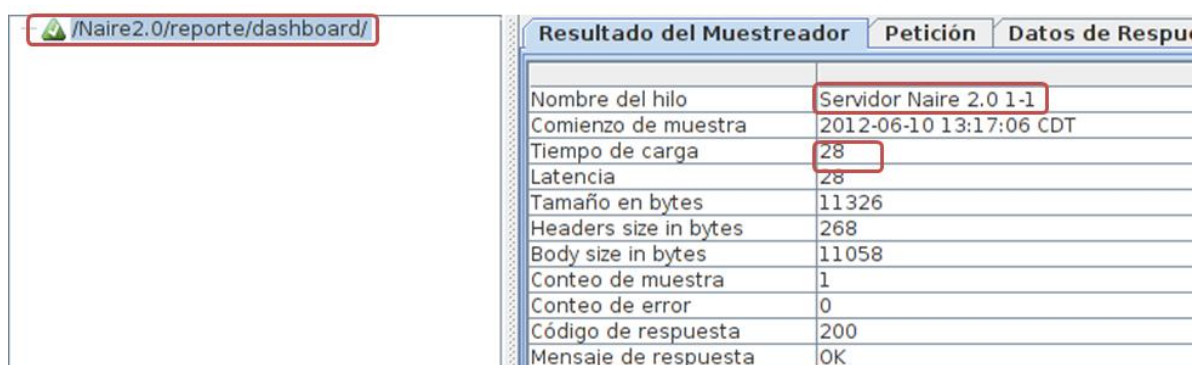 /Naire2.0/reporte/dashboard/
Resultado del Muestreador Petición Datos de Respu
Nombre del hilo Servidor Naire 2.0 1-1
Comienzo de muestra 2012-06-10 13:17:06 CDT
Tiempo de carga 28
Latencia 28
Tamaño en bytes 11326
Headers size in bytes 268
Body size in bytes 11058
Conteo de muestra 1
Conteo de error 0
Código de respuesta 200
Mensaje de respuesta OK